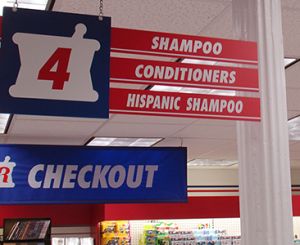 4
SHAMPOO
CONDITIONERS
HISPANIC SHAMPOO
R CHECKOUT